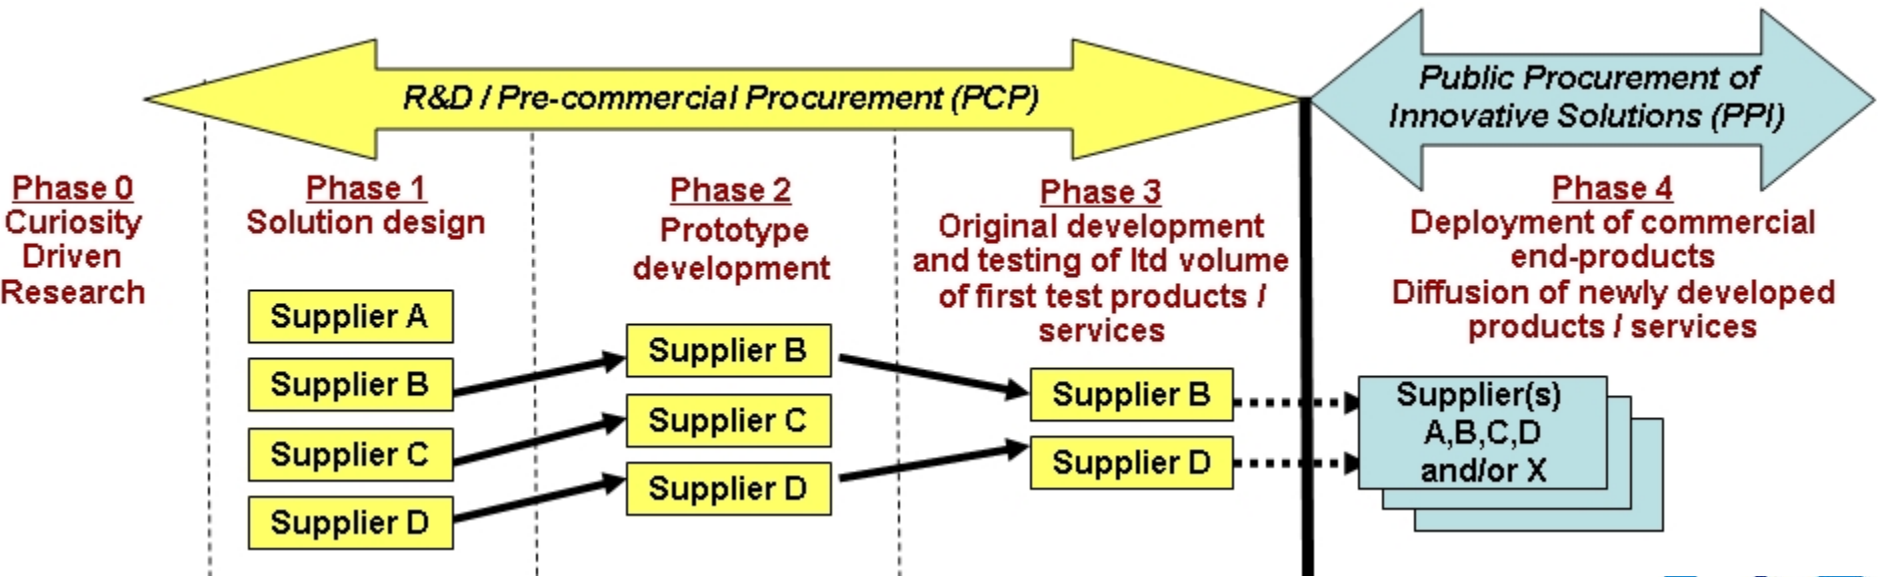 R&D / Pre-commercial Procurement (PCP)
Public Procurement of
Innovative Solutions (PPI)
Phase 0
Curiosity
Driven
Research
Phase 1
Solution design
Supplier A
Supplier B
Supplier C
Supplier D
Phase 2
Prototype
development
Supplier B
Supplier C
Supplier D
Phase 3
Original development
and testing of ltd volume
of first test products /
services
Supplier B
Supplier D
Phase 4
Deployment of commercial
end-products
Diffusion of newly developed
products / services
Supplier(s)
A,B,C,D
and/or X